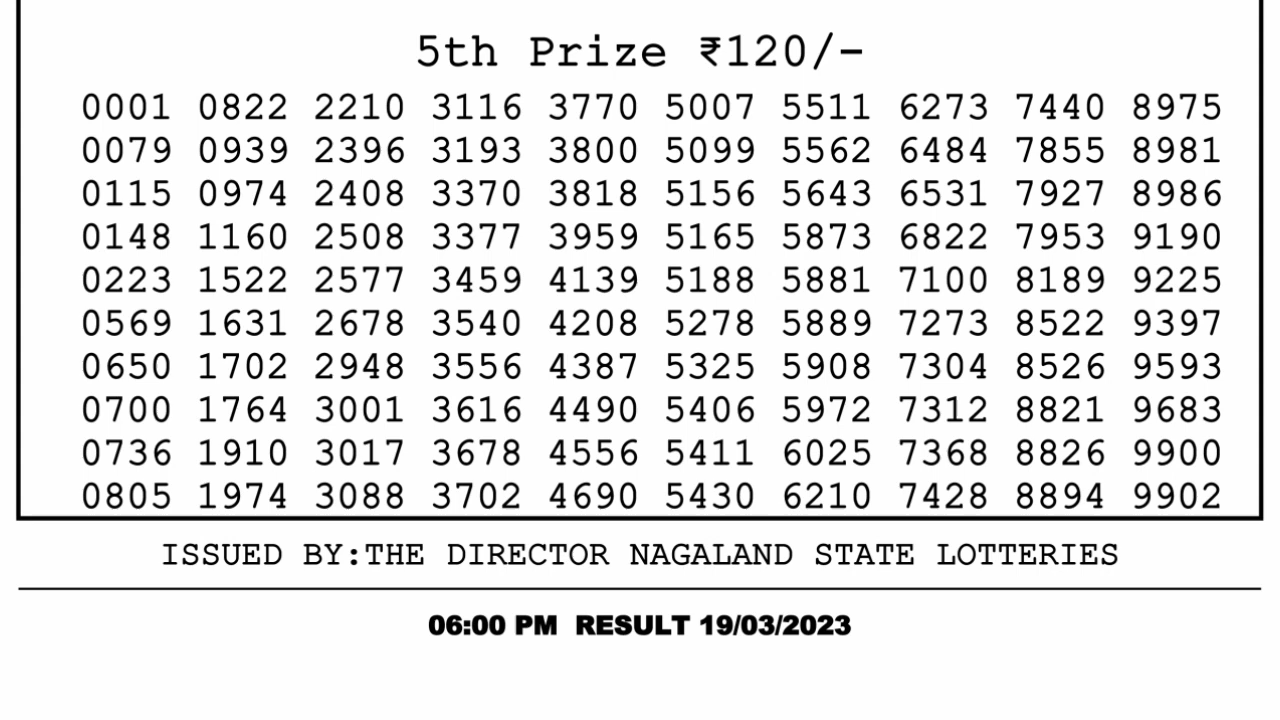 5th Prize ₹120/-
0001 0822 2210 3116 3770 5007 5511 6273 7440 8975
0079 0939 2396 3193 3800 5099 5562 6484 7855 8981
0115 0974 2408 3370 3818 5156 5643 6531 7927 8986
0148 1160 2508 3377 3959 5165 5873 6822 7953 9190
0223 1522 2577 3459 4139 5188 5881 7100 8189 9225
0569 1631 2678 3540 4208 5278 5889 7273 8522 9397
0650 1702 2948 3556 4387 5325 5908 7304 8526 9593
0700 1764 3001 3616 4490 5406 5972 7312 8821 9683
0736 1910 3017 3678 4556 5411 6025 7368 8826 9900
0805 1974 3088 3702 4690 5430 6210 7428 8894 9902
ISSUED BY:THE DIRECTOR NAGALAND STATE LOTTERIES
06:00 PM RESULT 19/03/2023